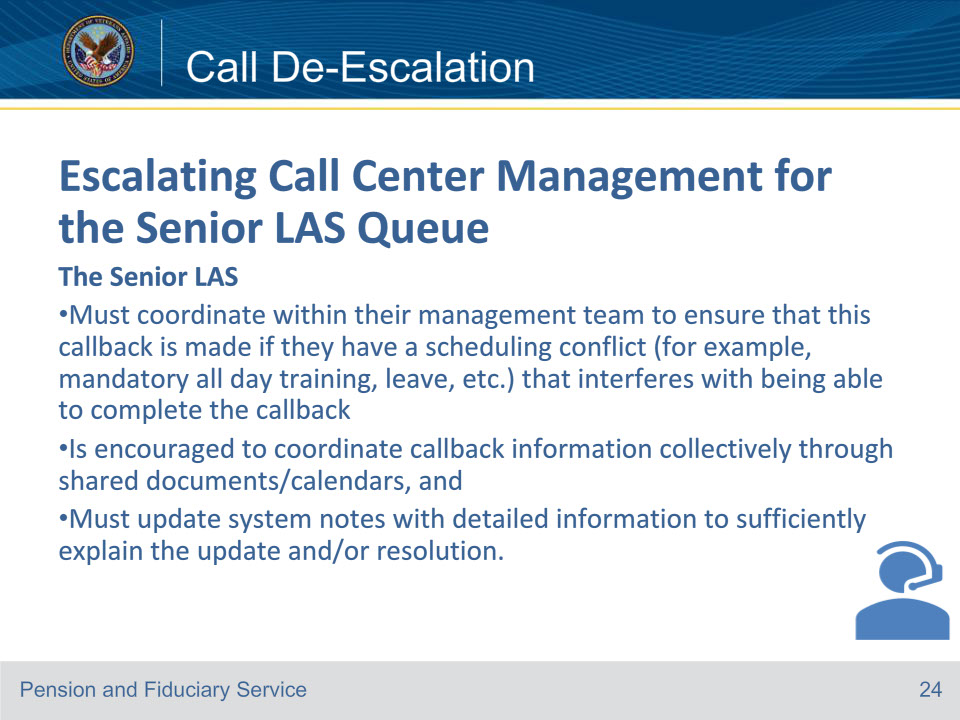 Call De-Escalation
Escalating Call Center Management for
the Senior LAS Queue
The Senior LAS
•Must coordinate within their management team to ensure that this
callback is made if they have a scheduling conflict (for example,
mandatory all day training, leave, etc.) that interferes with being able
to complete the callback
•Is encouraged to coordinate callback information collectively through
shared documents/calendars, and
•Must update system notes with detailed information to sufficiently
explain the update and/or resolution.
Pension and Fiduciary Service
24